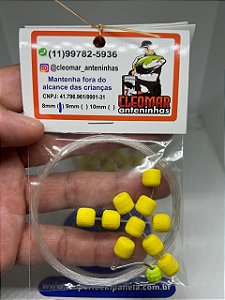 (11)99782-5936
@cleomar_anteninhas
Mantenha fora do
alcance das crianças
CNPJ: 41.796.901/0001-31
8mm ( ) 9mm ( ) 10mm ( )
CLEOMAR
anteninhas